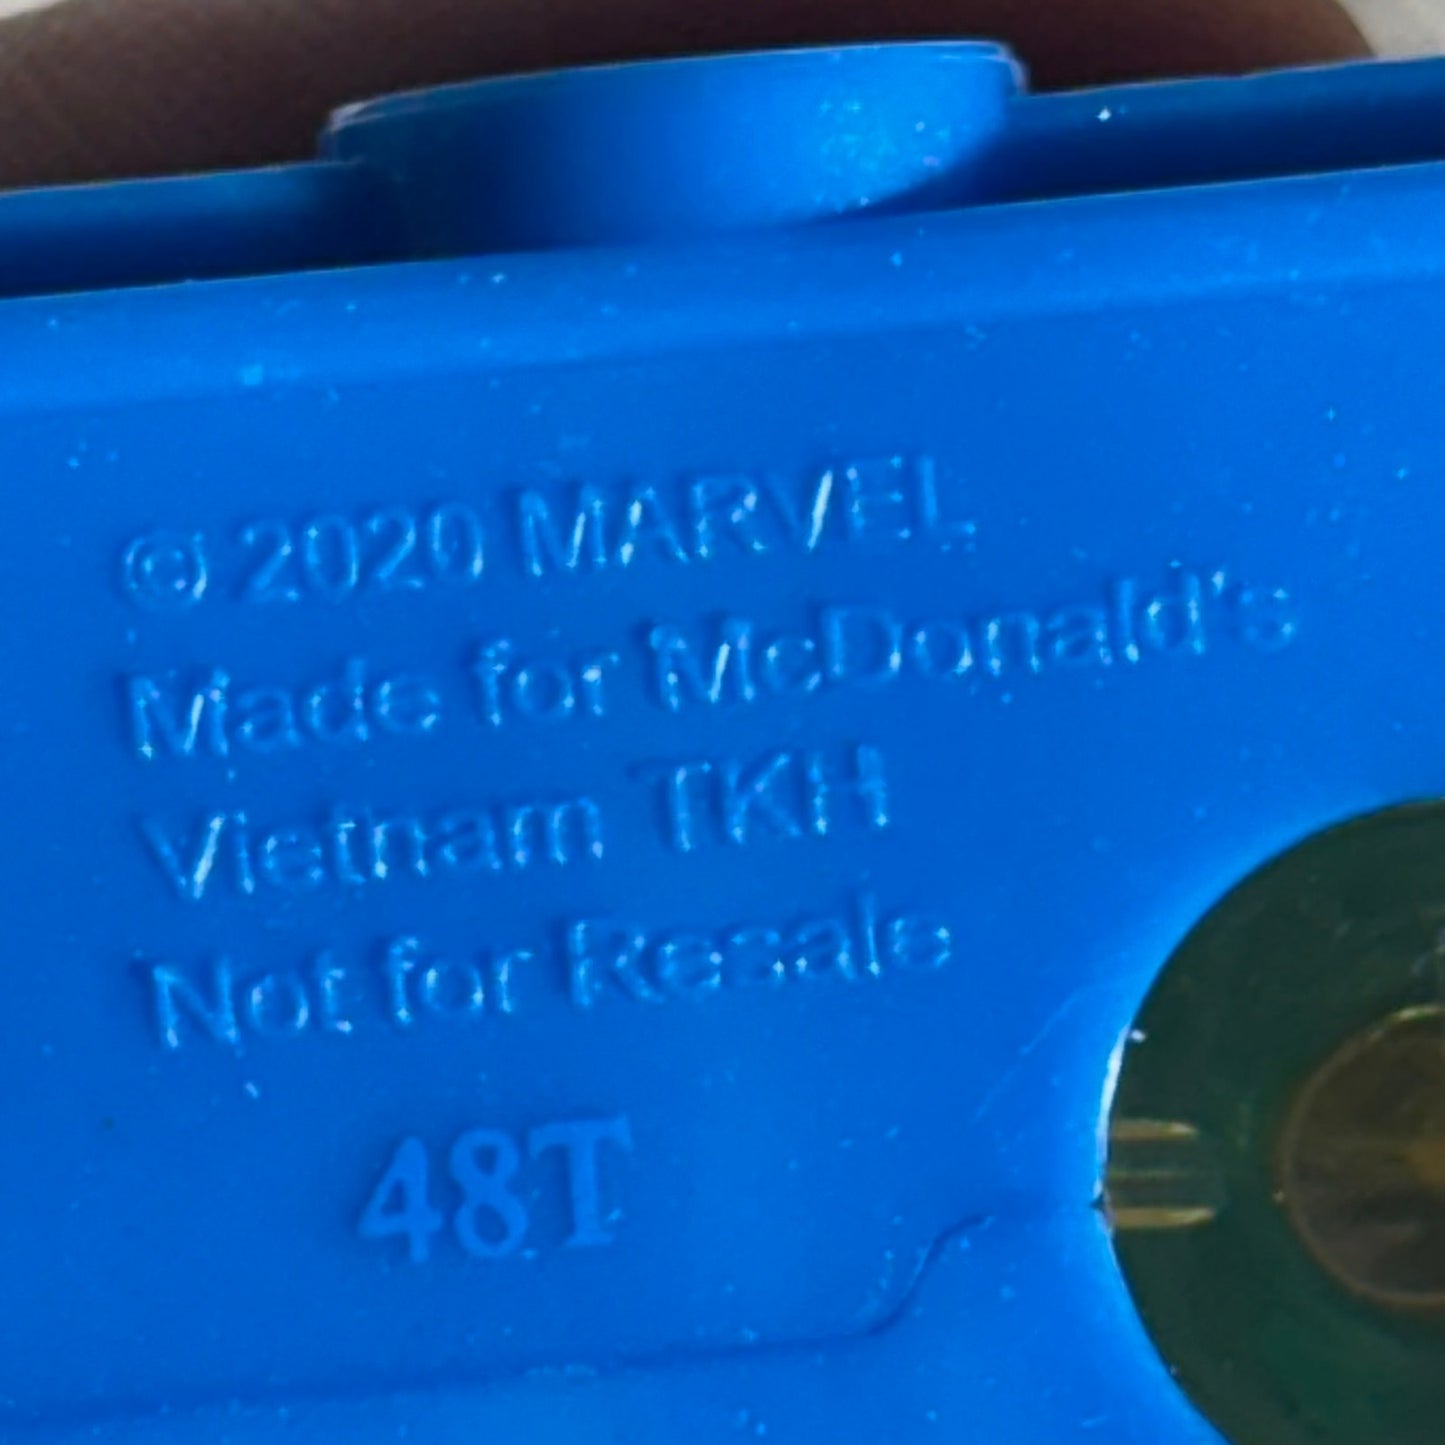 © 2020 MARVEL
Made for McDonald's
Vietnam TKH
Not for Resale
48T